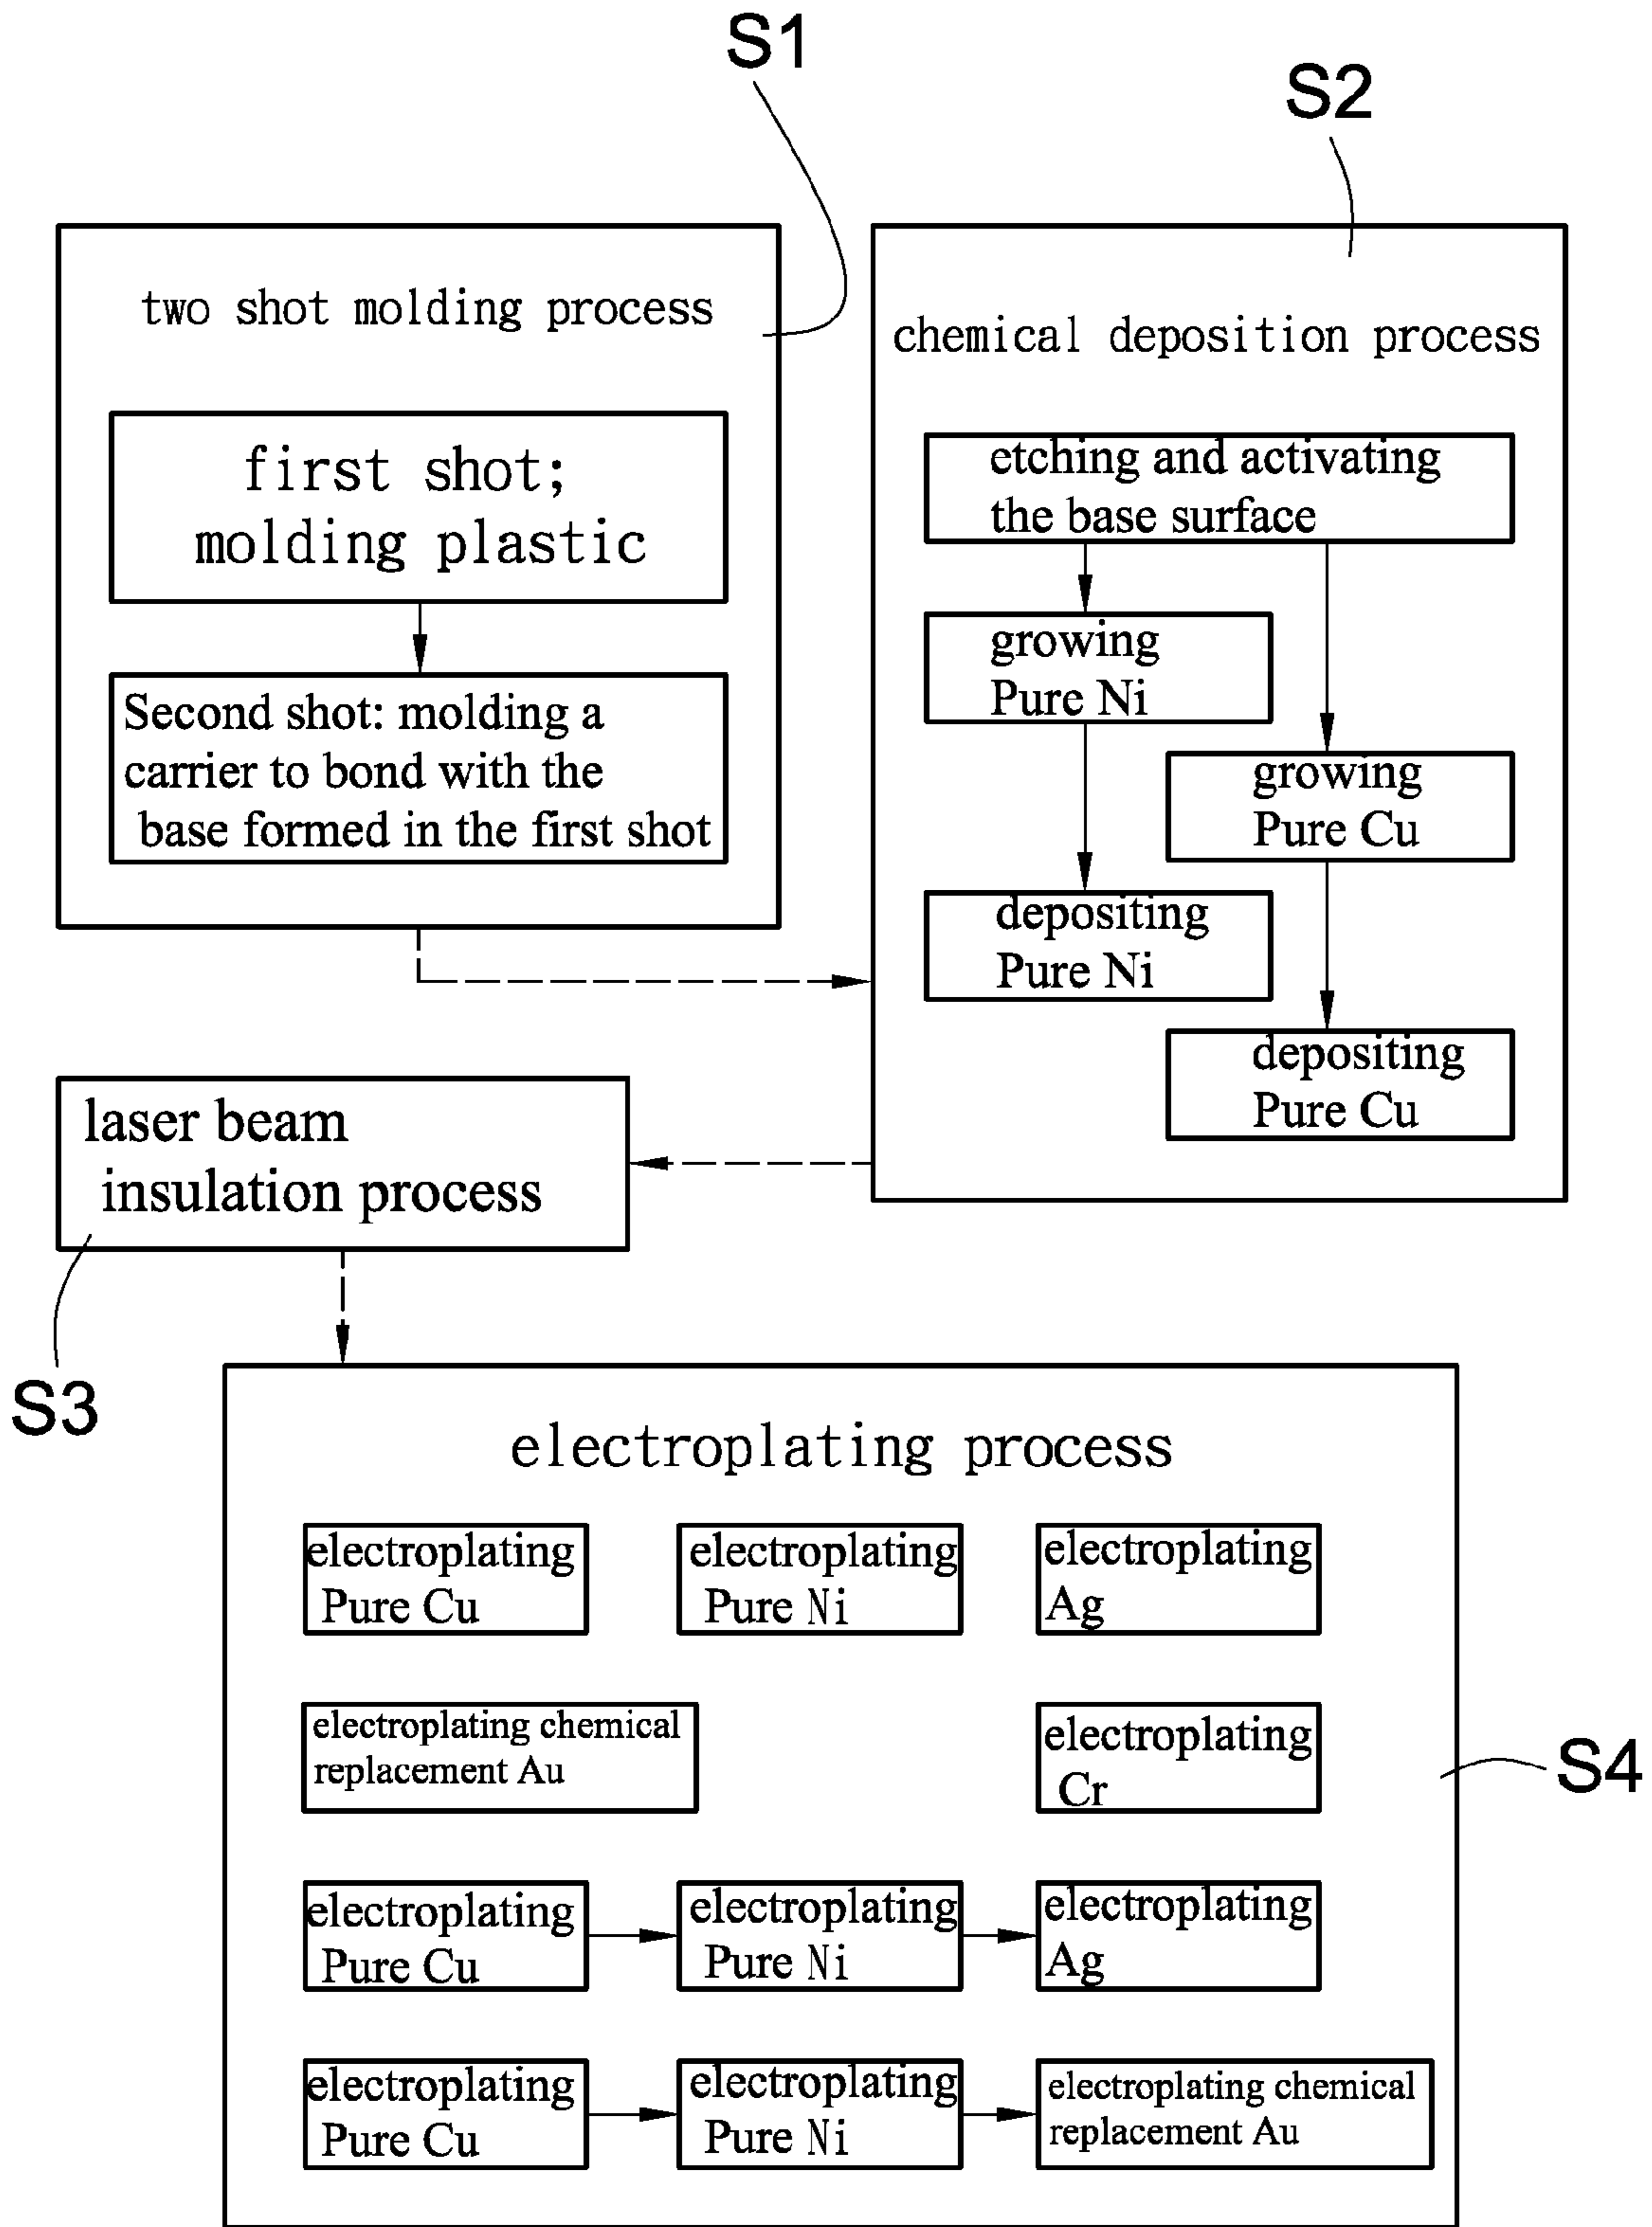 S1
S2
two shot molding process
first shot;
molding plastic
Second shot: molding a
carrier to bond with the
base formed in the first shot
chemical deposition process
etching and activating
the base surface
growing
Pure Ni
growing
Pure Cu
depositing
Pure Ni
depositing
Pure Cu
laser beam
insulation process
S3
electroplating process
electroplating
Pure Cu
electroplating
Pure Ni
electroplating
Ag
electroplating chemical
replacement Au
electroplating
Cr
S4
electroplating
Pure Cu
electroplating
Pure Ni
electroplating
Ag
electroplating
Pure Cu
electroplating
Pure Ni
electroplating chemical
replacement Au